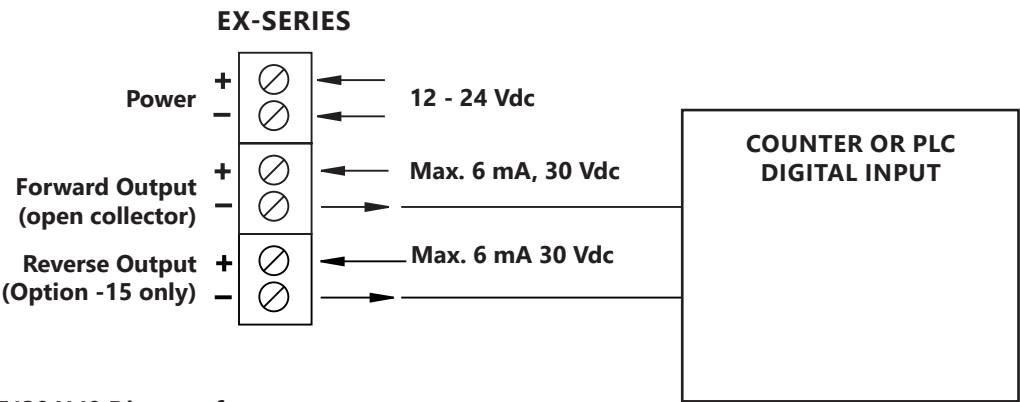 EX-SERIES
Power
+
−
12 - 24 Vdc
Forward Output
(open collector)
+
−
Max. 6 mA, 30 Vdc
Reverse Output
(Option -15 only)
+
−
Max. 6 mA 30 Vdc
COUNTER OR PLC
DIGITAL INPUT